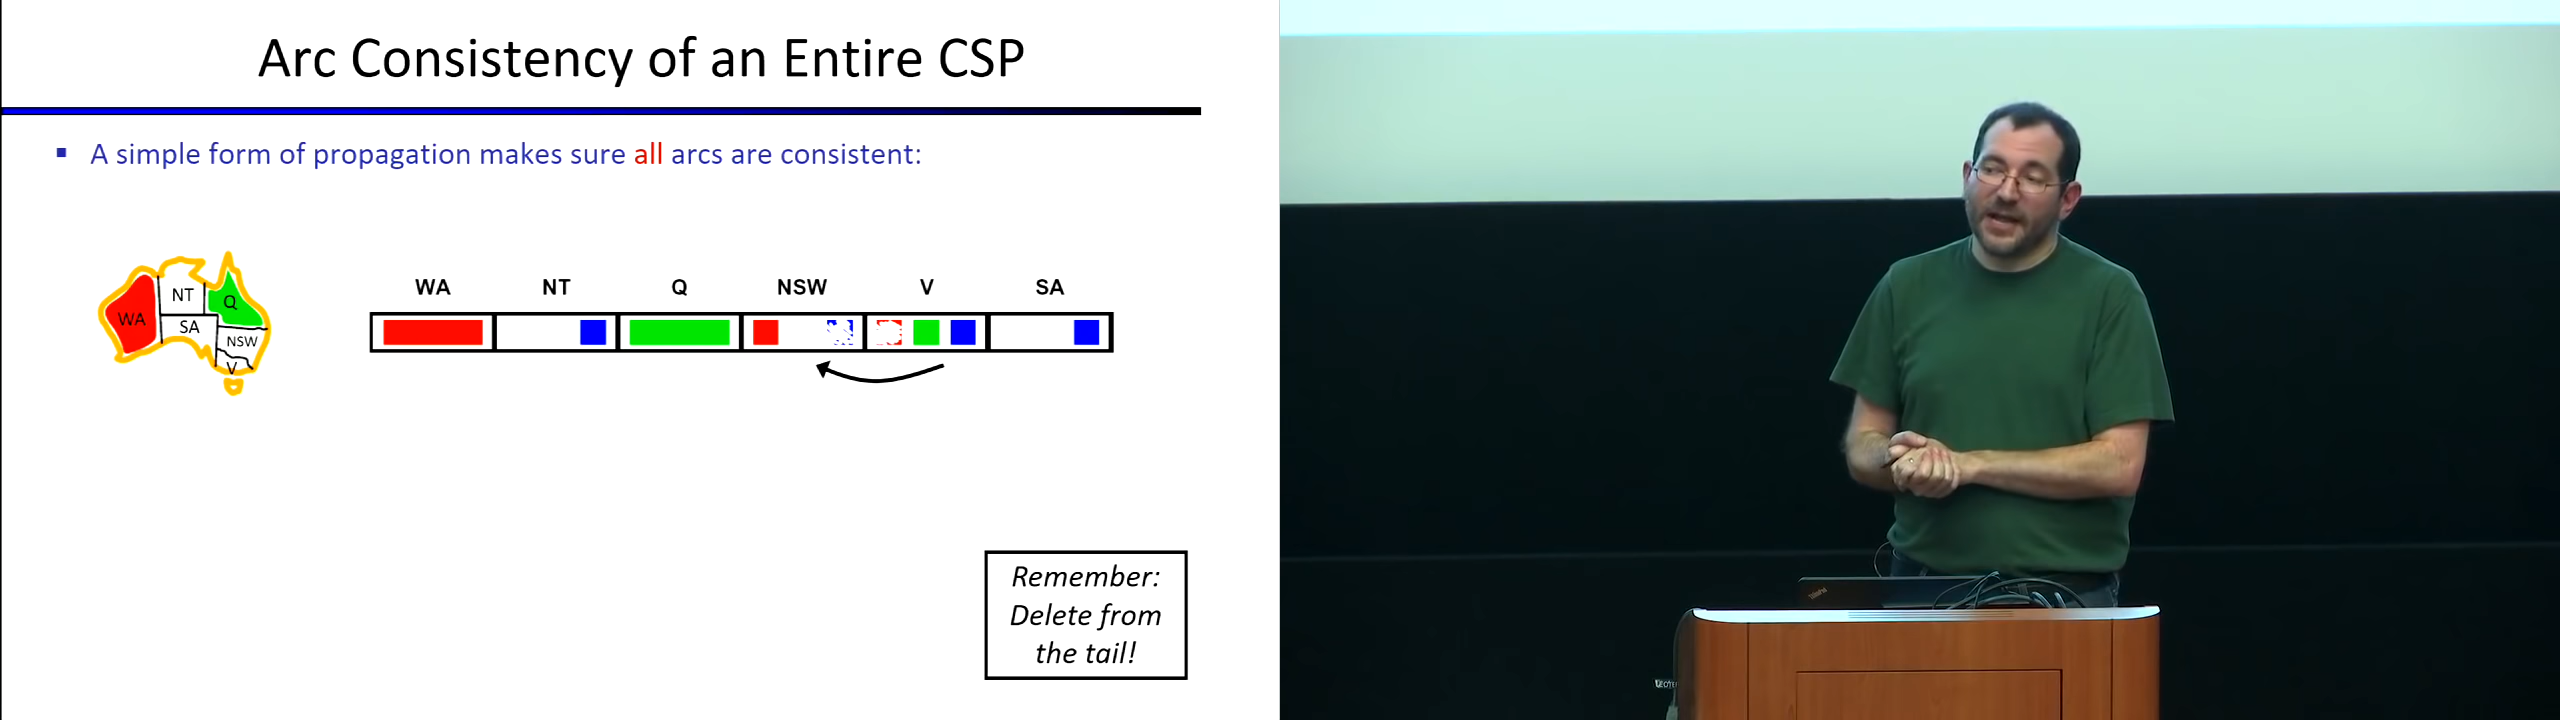 Arc Consistency of an Entire CSP
A simple form of propagation makes sure all arcs are consistent:
WA NT Q NSW V SA
WA
NT
Q
SA
NSW
V
Remember:
Delete from
the tail!
ThinkPad